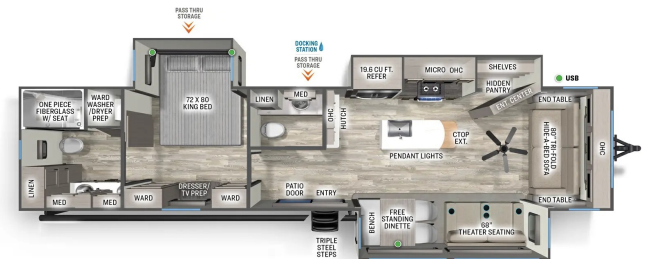 PASS THRU
STORAGE
DOCKING
STATION
PASS THRU
STORAGE
19.6 CU FT.
REFER
MICRO OHC
SHELVES
HIDDEN
PANTRY
USB
ENT. CENTER
END TABLE
ONE PIECE
FIBERGLASS
W/ SEAT
WARD
WASHER
/DRYER
PREP
72 X 80
KING BED
LINEN
MED
OHC
HUTCH
CTOP
EXT.
PENDANT LIGHTS
80" TRI-FOLD
HIDE-A-BED SOFA
OHC
LINEN
MED
MED
WARD
DRESSER/
TV PREP
WARD
PATIO
DOOR
ENTRY
BENCH
FREE
STANDING
DINETTE
68"
THEATER SEATING
END TABLE
TRIPLE
STEEL
STEPS